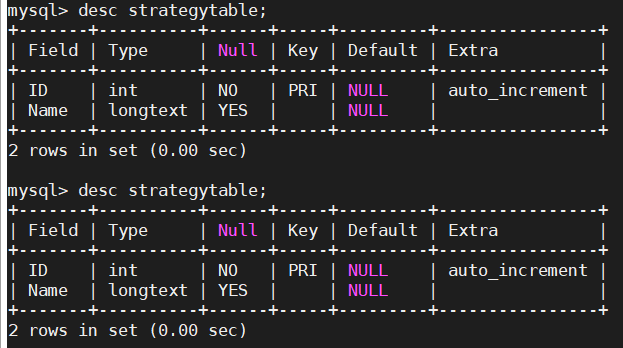 mysql> desc strategytable;
+-------+----------+------+-----+---------+----------------+
| Field | Type     | Null | Key | Default | Extra          |
+-------+----------+------+-----+---------+----------------+
| ID    | int      | NO   | PRI | NULL    | auto_increment |
| Name  | longtext | YES  |     | NULL    |                |
+-------+----------+------+-----+---------+----------------+
2 rows in set (0.00 sec)
mysql> desc strategytable;
+-------+----------+------+-----+---------+----------------+
| Field | Type     | Null | Key | Default | Extra          |
+-------+----------+------+-----+---------+----------------+
| ID    | int      | NO   | PRI | NULL    | auto_increment |
| Name  | longtext | YES  |     | NULL    |                |
+-------+----------+------+-----+---------+----------------+
2 rows in set (0.00 sec)